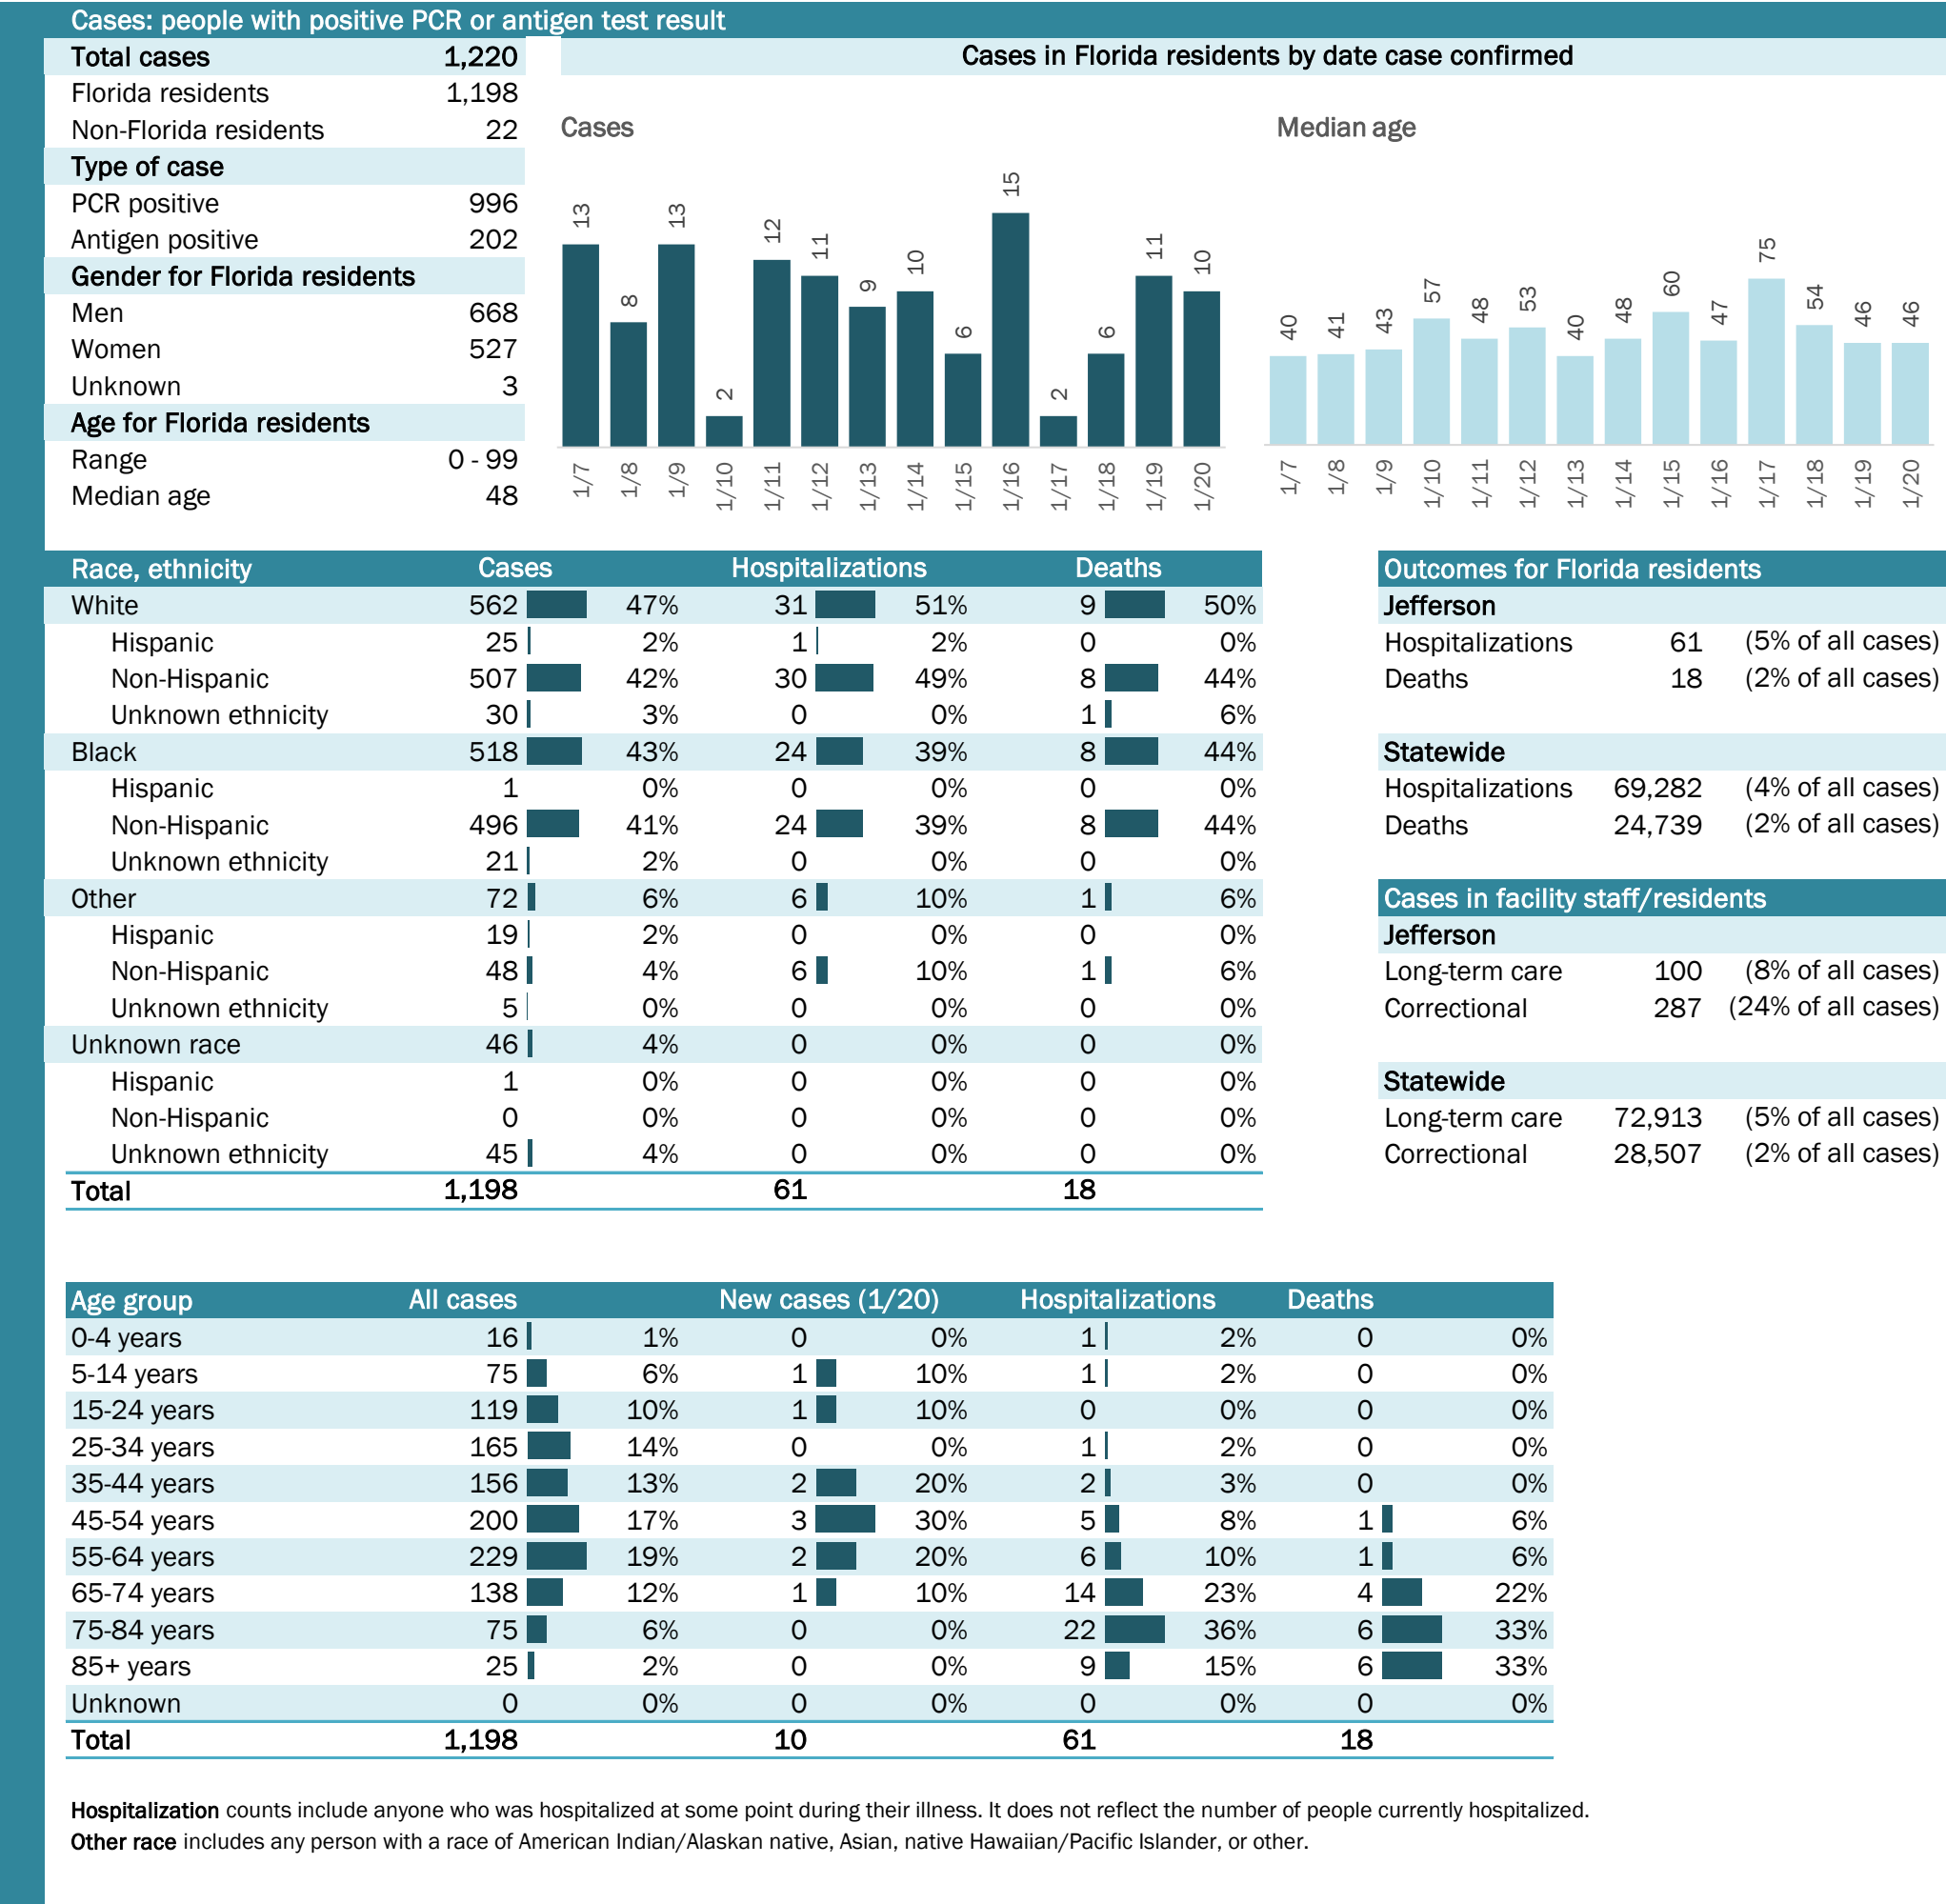 Cases: people with positive PCR or antigen test result
Total cases 1,220
Florida residents 1,198
Non-Florida residents 22
Type of case
PCR positive 996
Antigen positive 202
Gender for Florida residents
Men 668
Women 527
Unknown 3
Age for Florida residents
Range 0 - 99
Median age 48
Cases in Florida residents by date case confirmed
Cases
13 8 13 2 12 11 9 10 6 15 2 6 11 10
1/7 1/8 1/9 1/10 1/11 1/12 1/13 1/14 1/15 1/16 1/17 1/18 1/19 1/20
Median age
40 41 43 57 48 53 40 48 60 47 75 54 46 46
1/7 1/8 1/9 1/10 1/11 1/12 1/13 1/14 1/15 1/16 1/17 1/18 1/19 1/20
Race, ethnicity Cases Hospitalizations Deaths
White 562 47% 31 51% 9 50%
Hispanic 25 2% 1 2% 0 0%
Non-Hispanic 507 42% 30 49% 8 44%
Unknown ethnicity 30 3% 0 0% 1 6%
Black 518 43% 24 39% 8 44%
Hispanic 1 0% 0 0% 0 0%
Non-Hispanic 496 41% 24 39% 8 44%
Unknown ethnicity 21 2% 0 0% 0 0%
Other 72 6% 6 10% 1 6%
Hispanic 19 2% 0 0% 0 0%
Non-Hispanic 48 4% 6 10% 1 6%
Unknown ethnicity 5 0% 0 0% 0 0%
Unknown race 46 4% 0 0% 0 0%
Hispanic 1 0% 0 0% 0 0%
Non-Hispanic 0 0% 0 0% 0 0%
Unknown ethnicity 45 4% 0 0% 0 0%
Total 1,198 61 18
Outcomes for Florida residents
Jefferson
Hospitalizations 61 (5% of all cases)
Deaths 18 (2% of all cases)
Statewide
Hospitalizations 69,282 (4% of all cases)
Deaths 24,739 (2% of all cases)
Cases in facility staff/residents
Jefferson
Long-term care 100 (8% of all cases)
Correctional 287 (24% of all cases)
Statewide
Long-term care 72,913 (5% of all cases)
Correctional 28,507 (2% of all cases)
Age group All cases New cases (1/20) Hospitalizations Deaths
0-4 years 16 1% 0 0% 1 2% 0 0%
5-14 years 75 6% 1 10% 1 2% 0 0%
15-24 years 119 10% 1 10% 0 0% 0 0%
25-34 years 165 14% 0 0% 1 2% 0 0%
35-44 years 156 13% 2 20% 2 3% 0 0%
45-54 years 200 17% 3 30% 5 8% 1 6%
55-64 years 229 19% 2 20% 6 10% 1 6%
65-74 years 138 12% 1 10% 14 23% 4 22%
75-84 years 75 6% 0 0% 22 36% 6 33%
85+ years 25 2% 0 0% 9 15% 6 33%
Unknown 0 0% 0 0% 0 0% 0 0%
Total 1,198 10 61 18
Hospitalization counts include anyone who was hospitalized at some point during their illness. It does not reflect the number of people currently hospitalized.
Other race includes any person with a race of American Indian/Alaskan native, Asian, native Hawaiian/Pacific Islander, or other.